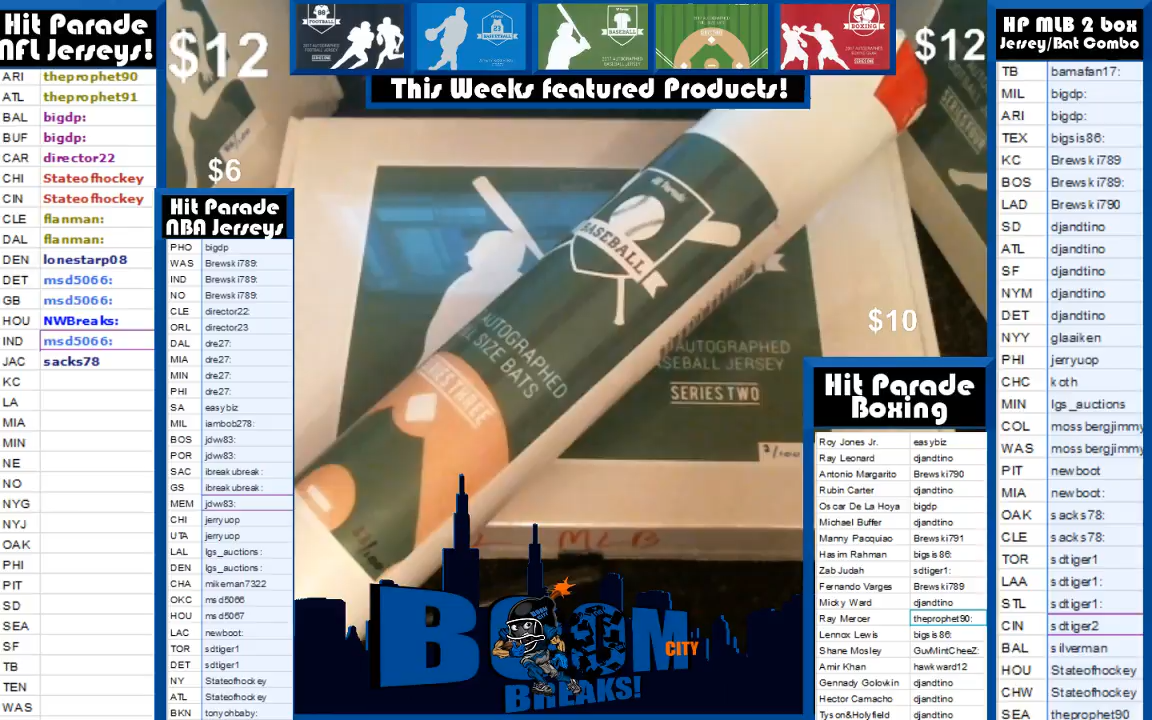 Hit Parade
NFL Jerseys!
ARI theprophet90
ATL theprophet91
BAL bigdp:
BUF bigdp:
CAR director22
CHI Stateofhockey
CIN Stateofhockey
CLE flanman:
DAL flanman:
DEN lonestarp08
DET msd5066:
GB msd5066:
HOU NWBreaks:
IND msd5066:
JAC sacks78
KC
LA
MIA
MIN
NE
NO
NYG
NYJ
OAK
PHI
PIT
SD
SEA
SF
TB
TEN
WAS
$12
$6
Hit Parade
NBA Jerseys
PHO bigdp
WAS Brewski789:
IND Brewski789:
NO Brewski789:
CLE director22:
ORL director23
DAL dre27:
MIA dre27:
MIN dre27:
PHI dre27:
SA easybiz
MIL iambob278:
BOS jdww83:
POR jdww83:
SAC ibreakubreak:
GS ibreakubreak:
MEM jdww83:
CHI jerryuop
UTA jerryuop
LAL lgs_auctions:
DEN lgs_auctions:
CHA mikeman7322
OKC msd5066
HOU msd5067
LAC newboot:
TOR sdtiger1
DET sdtiger1
NY Stateofhockey
ATL Stateofhockey
BKN tonyohbaby:
FOOTBALL
BASKETBALL
BASEBALL
BOXING
This Weeks Featured Products!
BASEBALL
AUTOGRAPHED
FULL SIZE BATS
SERIES THREE
AUTOGRAPHED
BASEBALL JERSEY
SERIES TWO
MLB
BOOM
CITY
BREAKS!
$12
$10
Hit Parade
Boxing
Roy Jones Jr. easybiz
Ray Leonard djandtino
Antonio Margarito Brewski790
Rubin Carter djandtino
Oscar De La Hoya bigdp
Michael Buffer djandtino
Manny Pacquiao Brewski791
Hasim Rahman bigsis86:
Zab Judah sdtiger1:
Fernando Varges Brewski789
Micky Ward djandtino
Ray Mercer theprophet90:
Lennox Lewis bigsis86:
Shane Mosley GuMintCheeZ:
Amir Khan hawkward12
Gennady Golovkin djandtino
Hector Camacho djandtino
Tyson&Holyfield djandtino
HP MLB 2 box
Jersey/Bat Combo
TB bamafan17:
MIL bigdp:
ARI bigdp:
TEX bigsis86:
KC Brewski789
BOS Brewski789:
LAD Brewski790
SD djandtino
ATL djandtino
SF djandtino
NYM djandtino
DET djandtino
NYY glaaiken
PHI jerryuop
CHC koth
MIN lgs_auctions
COL mossbergjimmy
WAS mossbergjimmy
PIT newboot
MIA newboot:
OAK sacks78:
CLE sacks78:
TOR sdtiger1
LAA sdtiger1:
STL sdtiger1:
CIN sdtiger2
BAL silverman
HOU Stateofhockey
CHW Stateofhockey
SEA theprophet90